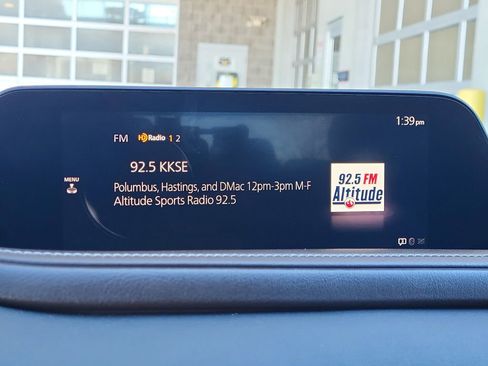 1:39pm
FM HD Radio 1 2
92.5 KKSE
MENU
Polumbus, Hastings, and DMac 12pm-3pm M-F
Altitude Sports Radio 92.5
92.5 FM
Altitude